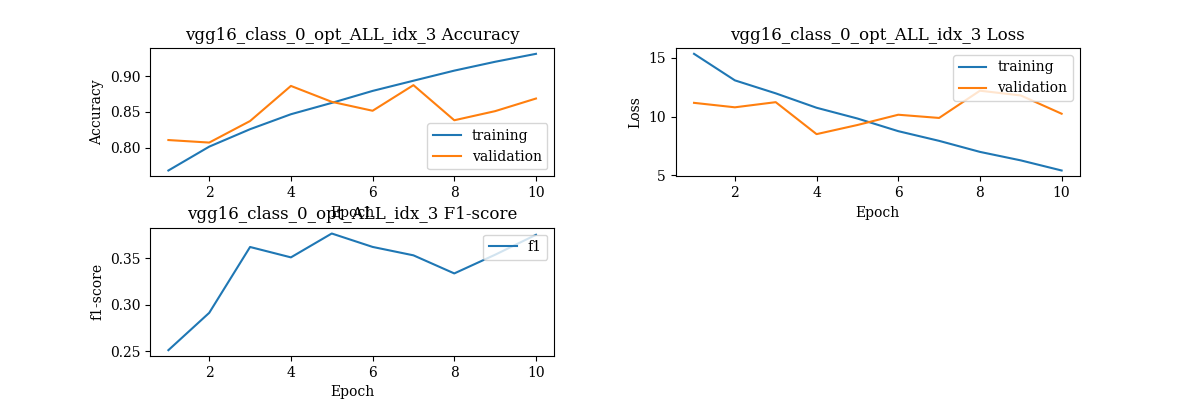 vgg16_class_0_opt_ALL_idx_3 Accuracy
Accuracy
0.90
0.85
0.80
training
validation
2 4 6 8 10
Epoch
vgg16_class_0_opt_ALL_idx_3 Loss
Loss
15
10
5
training
validation
2 4 6 8 10
Epoch
vgg16_class_0_opt_ALL_idx_3 F1-score
f1-score
0.35
0.30
0.25
f1
2 4 6 8 10
Epoch